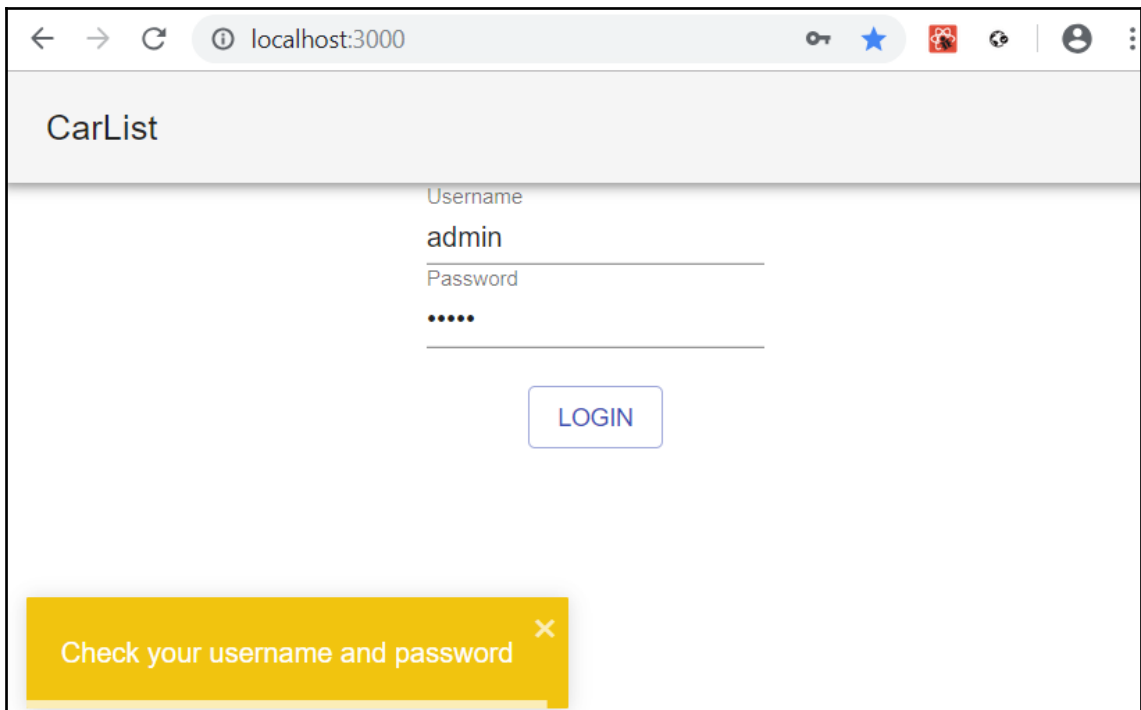 localhost:3000
CarList
Username
admin
Password
•••••
LOGIN
Check your username and password